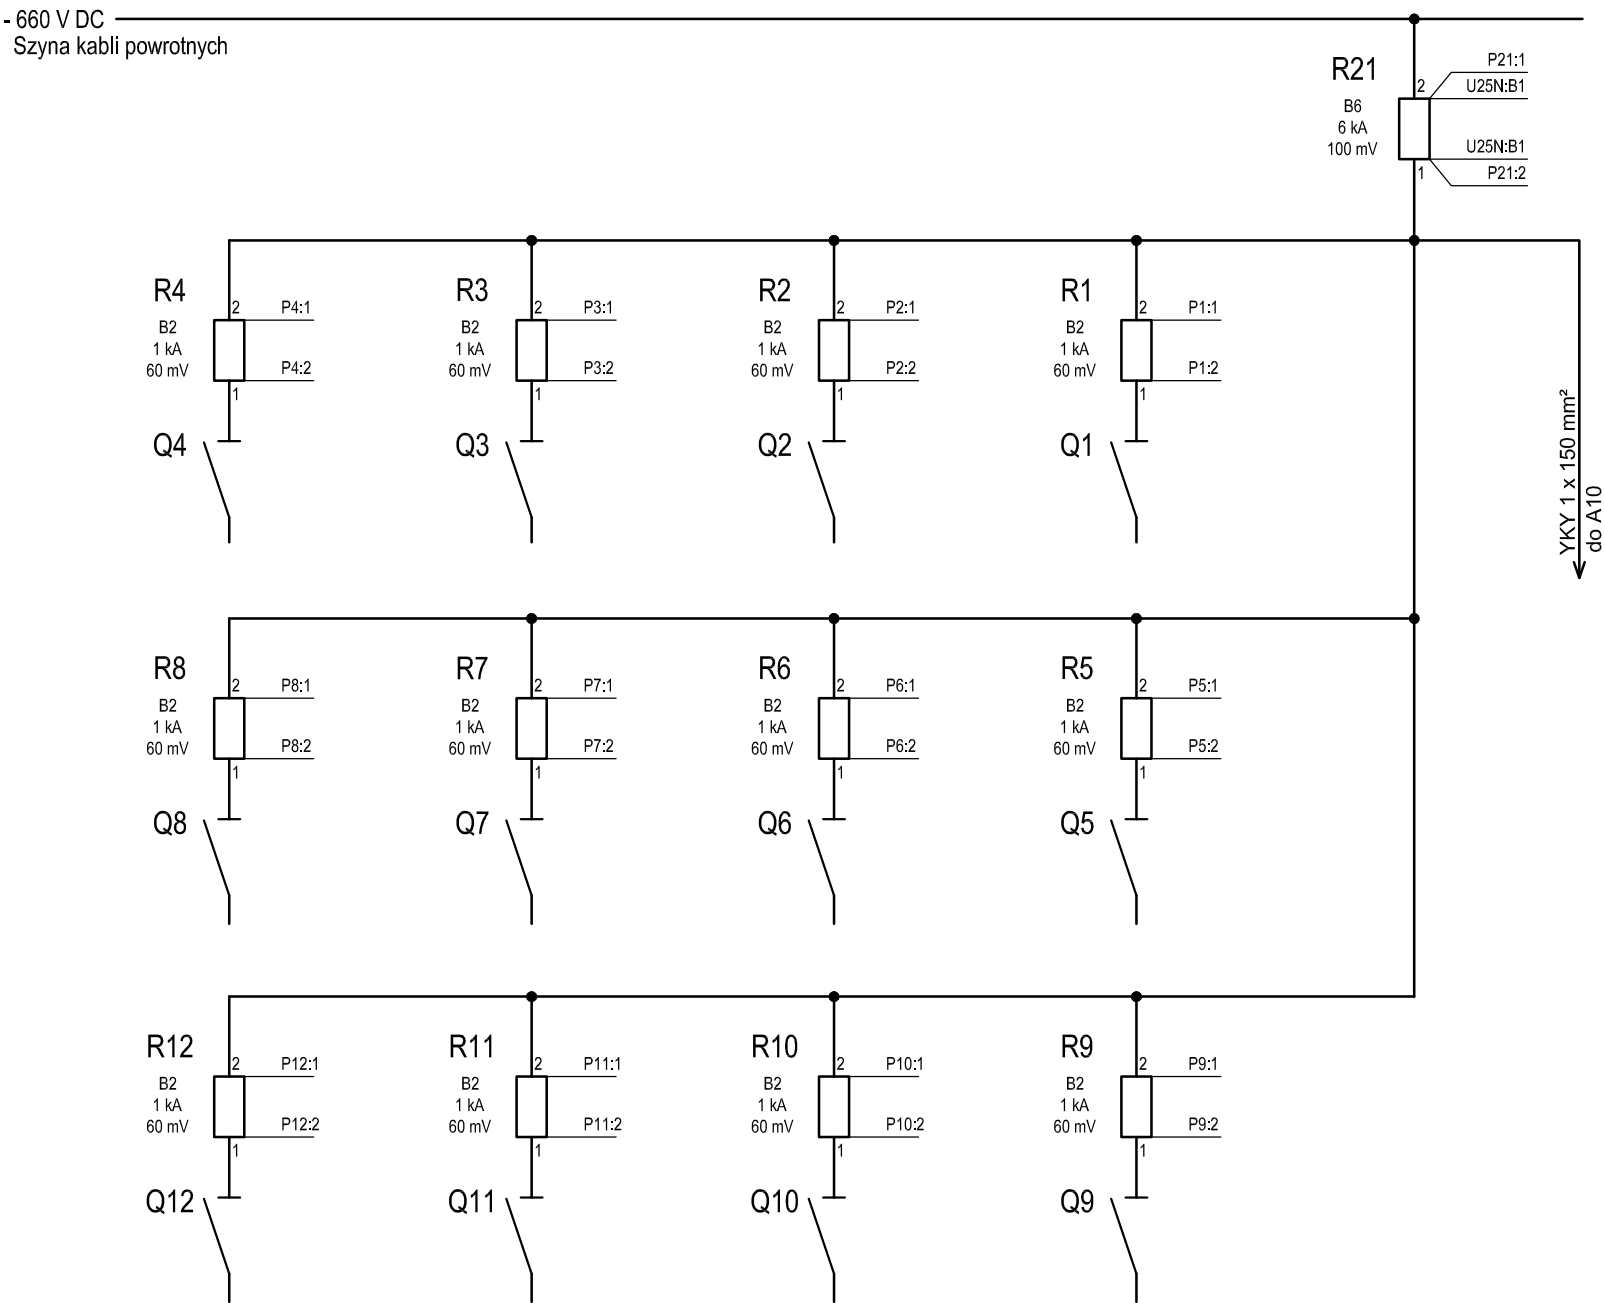 - 660 V DC
Szyna kabli powrotnych
R21
B6
6 kA
100 mV
2
1
P21:1
U25N:B1
U25N:B1
P21:2
R4
B2
1 kA
60 mV
2
1
P4:1
P4:2
Q4
R3
B2
1 kA
60 mV
2
1
P3:1
P3:2
Q3
R2
B2
1 kA
60 mV
2
1
P2:1
P2:2
Q2
R1
B2
1 kA
60 mV
2
1
P1:1
P1:2
Q1
YKY 1 x 150 mm²
do A10
R8
B2
1 kA
60 mV
2
1
P8:1
P8:2
Q8
R7
B2
1 kA
60 mV
2
1
P7:1
P7:2
Q7
R6
B2
1 kA
60 mV
2
1
P6:1
P6:2
Q6
R5
B2
1 kA
60 mV
2
1
P5:1
P5:2
Q5
R12
B2
1 kA
60 mV
2
1
P12:1
P12:2
Q12
R11
B2
1 kA
60 mV
2
1
P11:1
P11:2
Q11
R10
B2
1 kA
60 mV
2
1
P10:1
P10:2
Q10
R9
B2
1 kA
60 mV
2
1
P9:1
P9:2
Q9